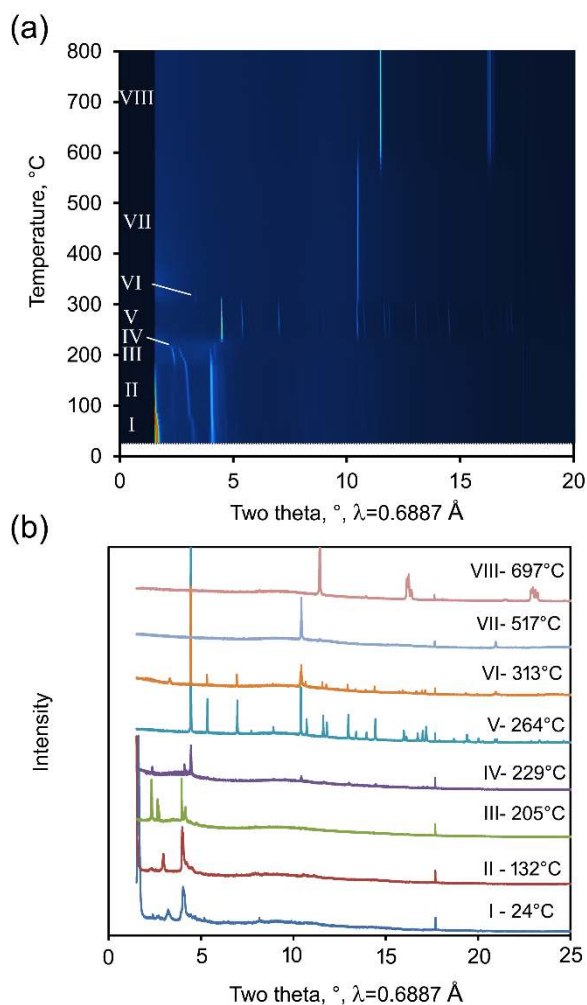 (a)
800
700
600
500
400
300
200
100
0
Temperature, °C
VIII
VII
VI
V
IV
III
II
I
0
5
10
15
20
Two theta, °, λ=0.6887 Å
(b)
Intensity
VIII- 697°C
VII- 517°C
VI- 313°C
V- 264°C
IV- 229°C
III- 205°C
II - 132°C
I - 24°C
0
5
10
15
20
25
Two theta, °, λ=0.6887 Å